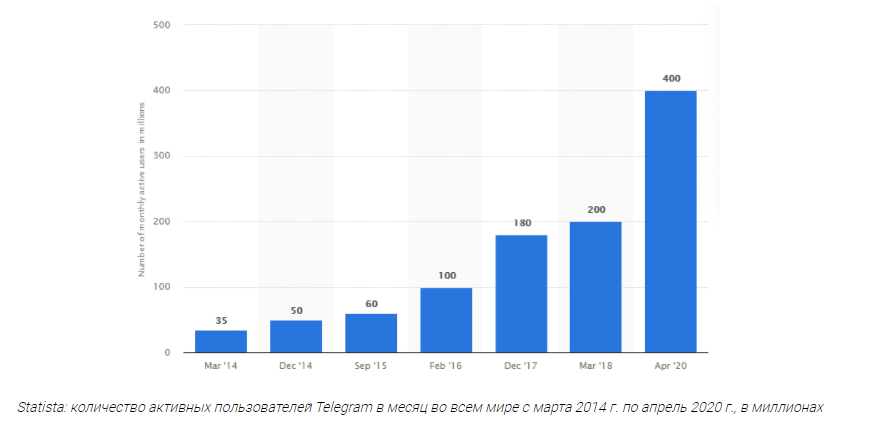 500
400
300
200
100
0
Number of monthly active users in millions
35
50
60
100
180
200
400
Mar '14
Dec '14
Sep '15
Feb '16
Dec '17
Mar '18
Apr '20
Statista: количество активных пользователей Telegram в месяц во всем мире с марта 2014 г. по апрель 2020 г., в миллионах